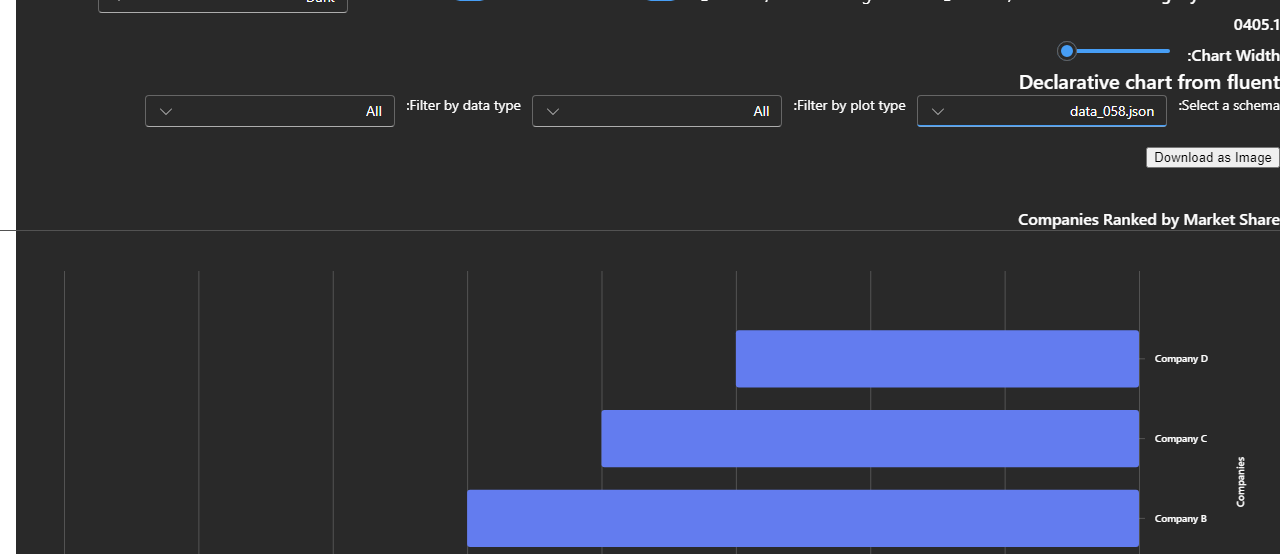 0405.1
:Chart Width
Declarative chart from fluent
:Select a schema
data_058.json
:Filter by plot type
All
:Filter by data type
All
Download as Image
Companies Ranked by Market Share
Company D
Company C
Companies
Company B